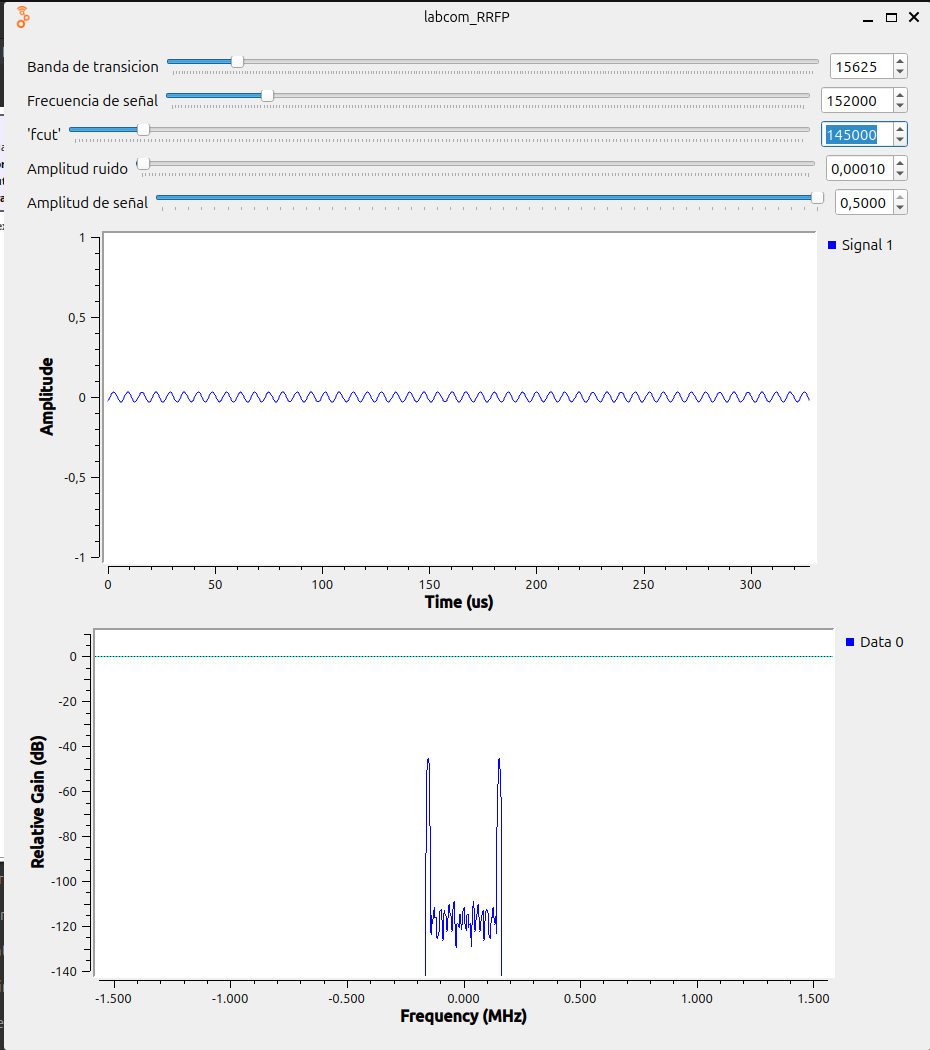 labcom_RRFP
Banda de transicion 15625
Frecuencia de señal 152000
'fcut' 145000
Amplitud ruido 0,00010
Amplitud de señal 0,5000
Signal 1
1
0,5
0
-0,5
-1
Amplitude
0 50 100 150 200 250 300
Time (us)
Data 0
0
-20
-40
-60
-80
-100
-120
-140
Relative Gain (dB)
-1.500 -1.000 -0.500 0.000 0.500 1.000 1.500
Frequency (MHz)